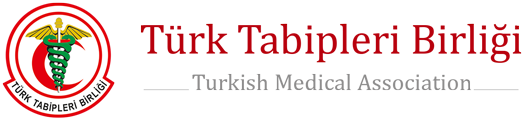 Türk Tabipleri Birliği
Turkish Medical Association
TÜRK TABİPLERİ BİRLİĞİ